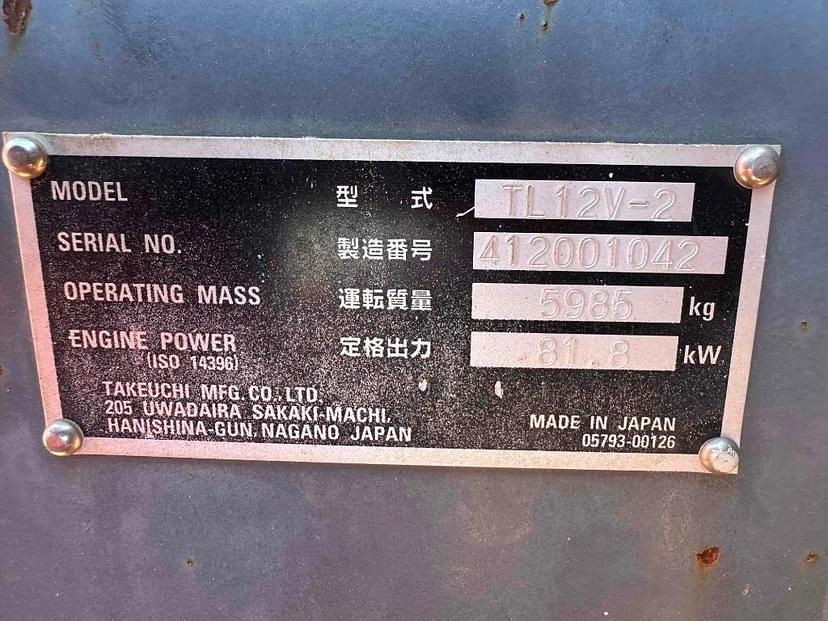 MODEL 型 式 TL12V-2
SERIAL NO. 製造番号 412001042
OPERATING MASS 運転質量 5985 kg
ENGINE POWER 定格出力 81.8 kW
(ISO 14396)
TAKEUCHI MFG. CO., LTD.
205 UWADAIRA SAKAKI-MACHI,
HANISHINA-GUN, NAGANO JAPAN
MADE IN JAPAN
05793-00126